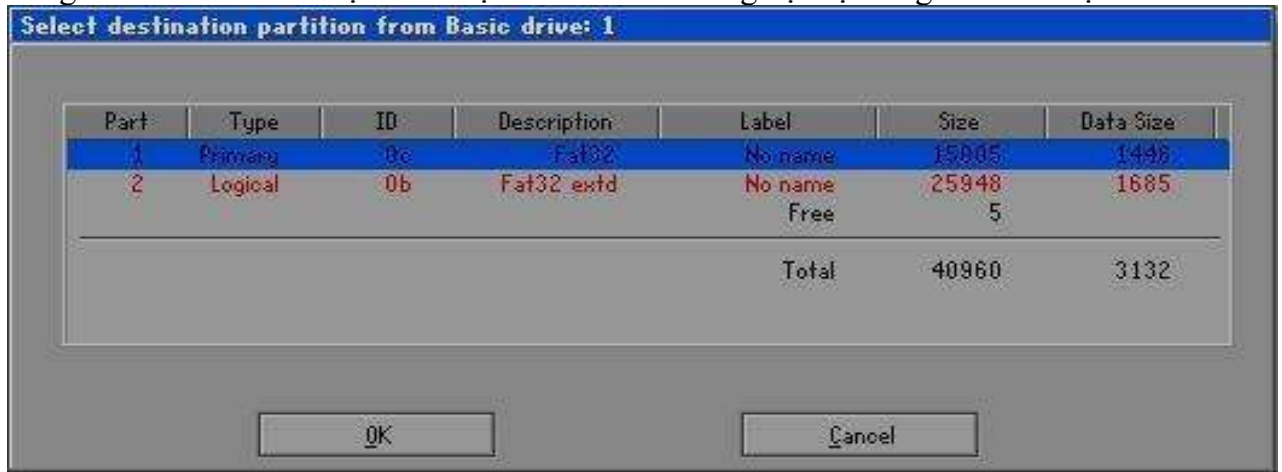 Select destination partition from Basic drive: 1
Part Type ID Description Label Size Data Size
1 Primary 0c Fat32 No name 15005 1446
2 Logical 0b Fat32 extd No name 25948 1685
Free 5
Total 40960 3132
OK Cancel